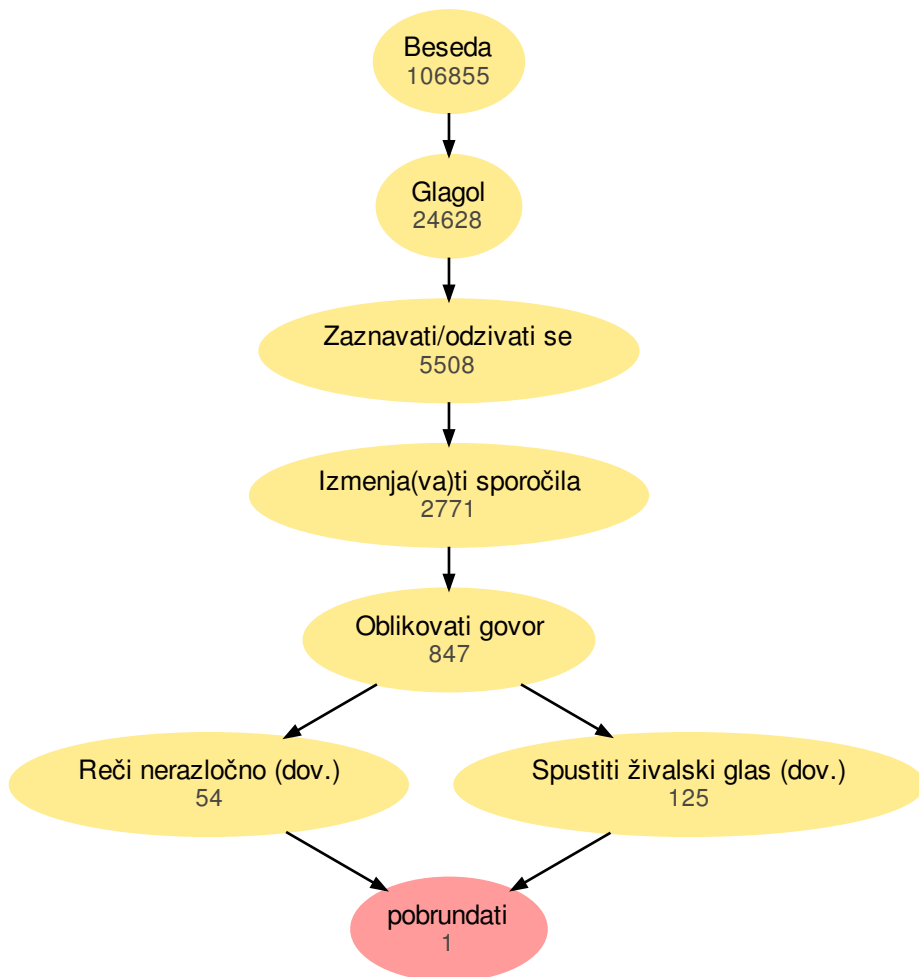 Beseda
106855
Glagol
24628
Zaznavati/odzivati se
5508
Izmenja(va)ti sporočila
2771
Oblikovati govor
847
Reči nerazločno (dov.)
54
Spustiti živalski glas (dov.)
125
pobrundati
1